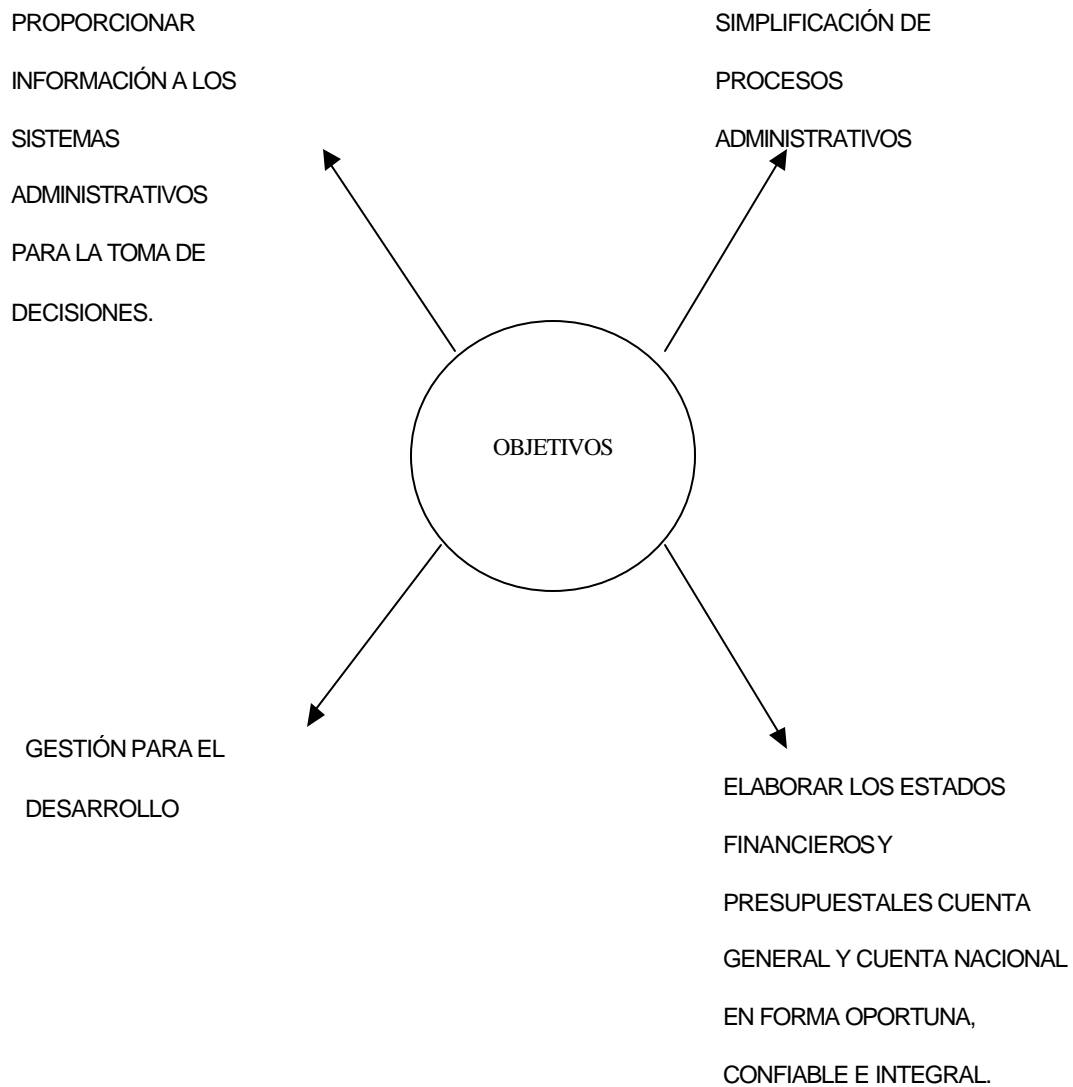 PROPORCIONAR
INFORMACIÓN A LOS
SISTEMAS
ADMINISTRATIVOS
PARA LA TOMA DE
DECISIONES.
SIMPLIFICACIÓN DE
PROCESOS
ADMINISTRATIVOS
OBJETIVOS
GESTIÓN PARA EL
DESARROLLO
ELABORAR LOS ESTADOS
FINANCIEROS Y
PRESUPUESTALES CUENTA
GENERAL Y CUENTA NACIONAL
EN FORMA OPORTUNA,
CONFIABLE E INTEGRAL.